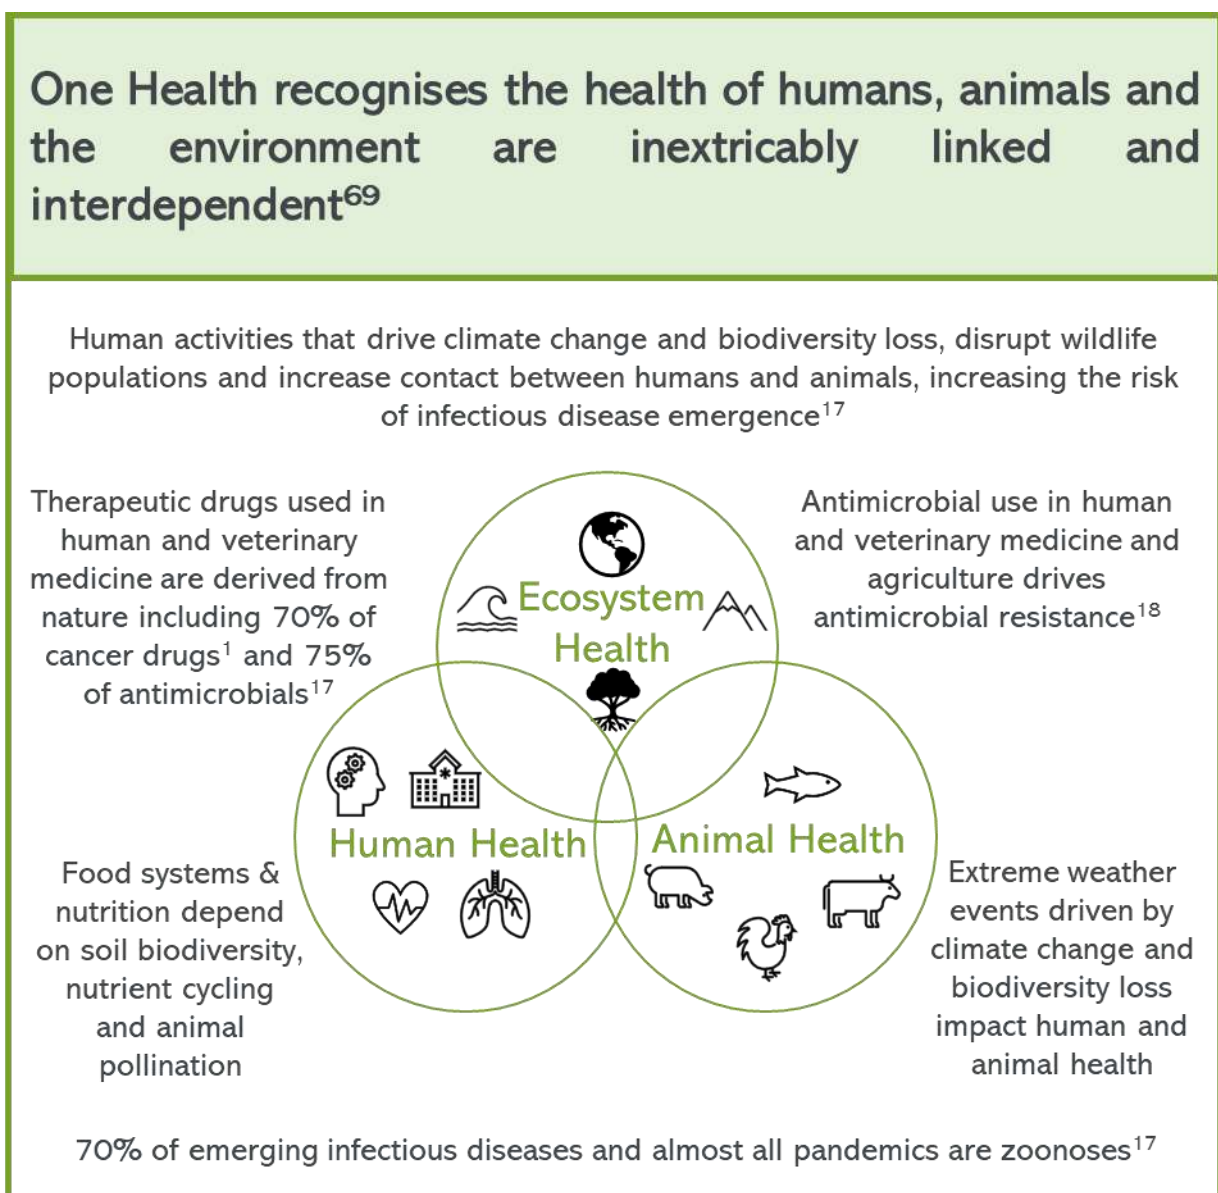 One Health recognises the health of humans, animals and
the environment are inextricably linked and
interdependent⁶⁹
Human activities that drive climate change and biodiversity loss, disrupt wildlife
populations and increase contact between humans and animals, increasing the risk
of infectious disease emergence¹⁷
Therapeutic drugs used in
human and veterinary
medicine are derived from
nature including 70% of
cancer drugs¹ and 75%
of antimicrobials¹⁷
Antimicrobial use in human
and veterinary medicine and
agriculture drives
antimicrobial resistance¹⁸
Ecosystem
Health
Human Health
Animal Health
Food systems &
nutrition depend
on soil biodiversity,
nutrient cycling
and animal
pollination
Extreme weather
events driven by
climate change and
biodiversity loss
impact human and
animal health
70% of emerging infectious diseases and almost all pandemics are zoonoses¹⁷